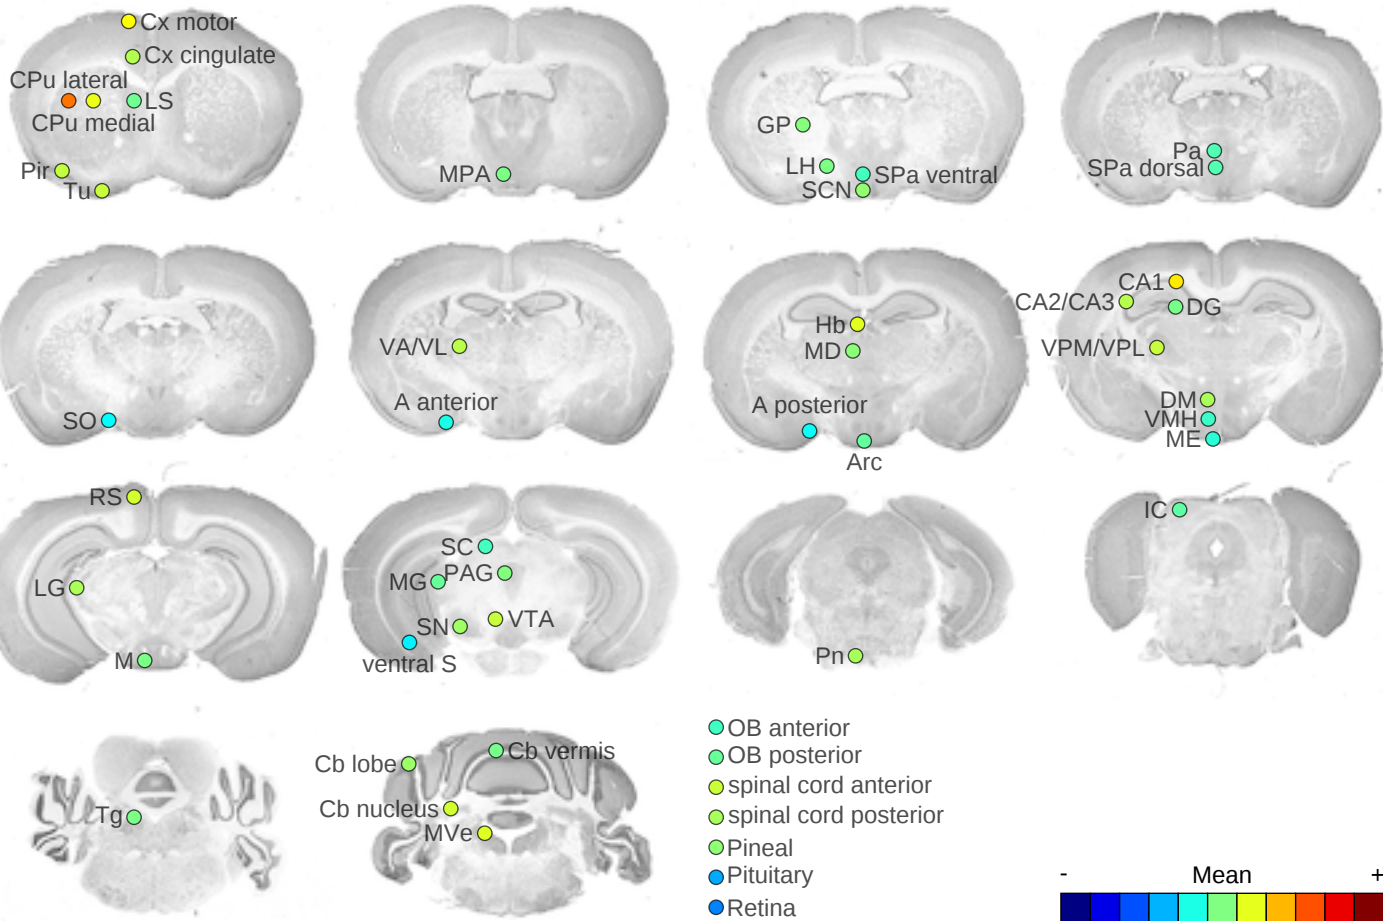 Cx motor
Cx cingulate
CPu lateral
LS
CPu medial
Pir
Tu
MPA
GP
LH
SPa ventral
SCN
Pa
SPa dorsal
SO
VA/VL
A anterior
Hb
MD
A posterior
Arc
CA1
CA2/CA3
DG
VPM/VPL
DM
VMH
ME
RS
LG
M
SC
MG
PAG
SN
VTA
ventral S
Pn
IC
Tg
Cb lobe
Cb vermis
Cb nucleus
MVe
OB anterior
OB posterior
spinal cord anterior
spinal cord posterior
Pineal
Pituitary
Retina
- Mean +